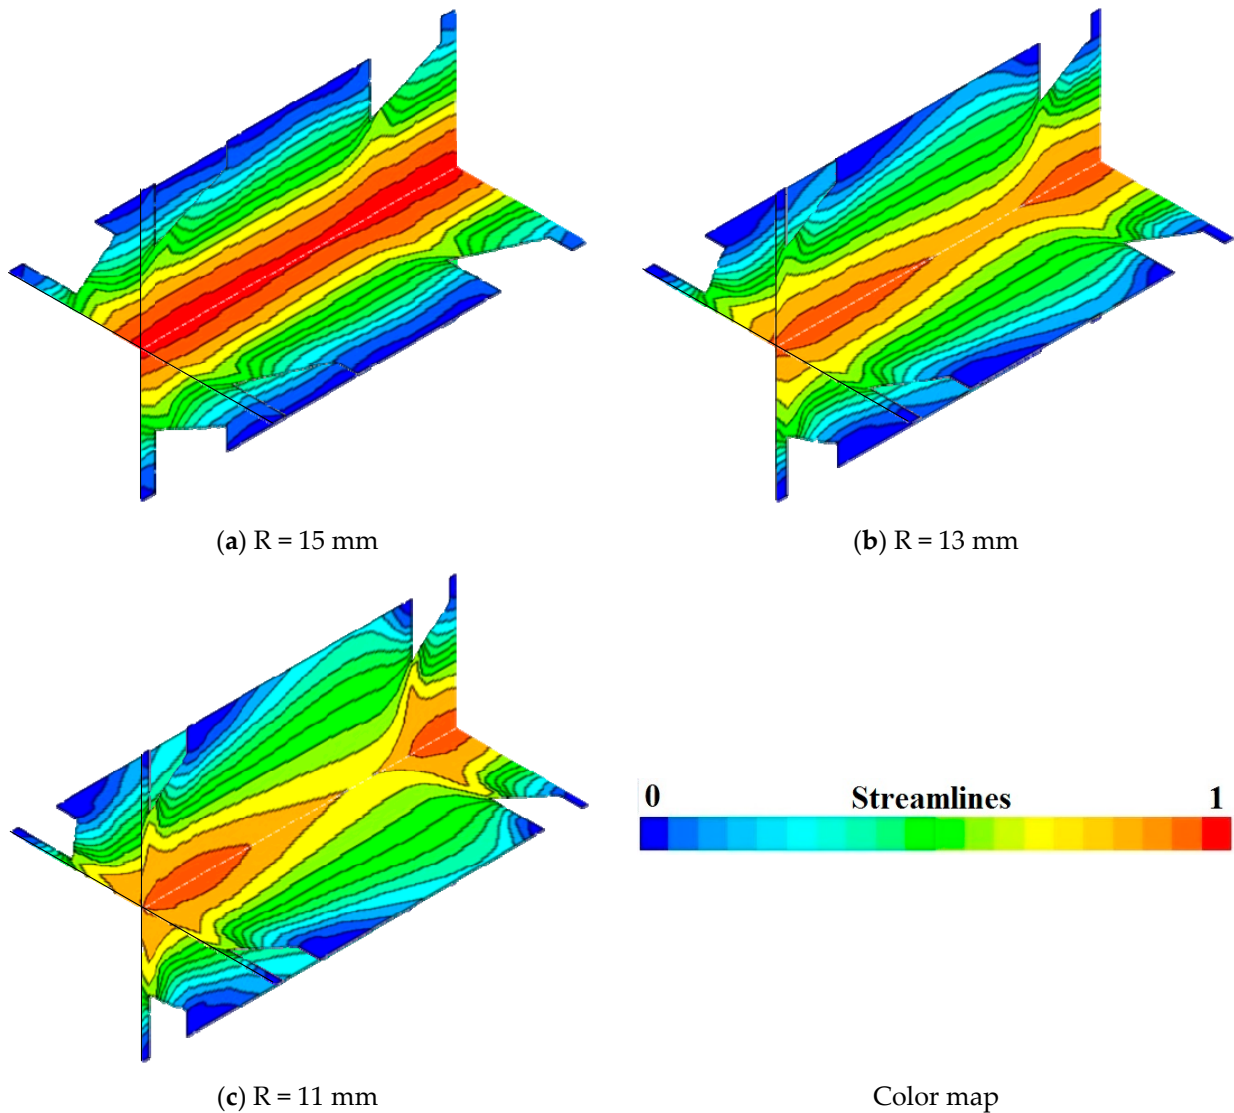 (a) R = 15 mm
(b) R = 13 mm
0 Streamlines 1
(c) R = 11 mm
Color map